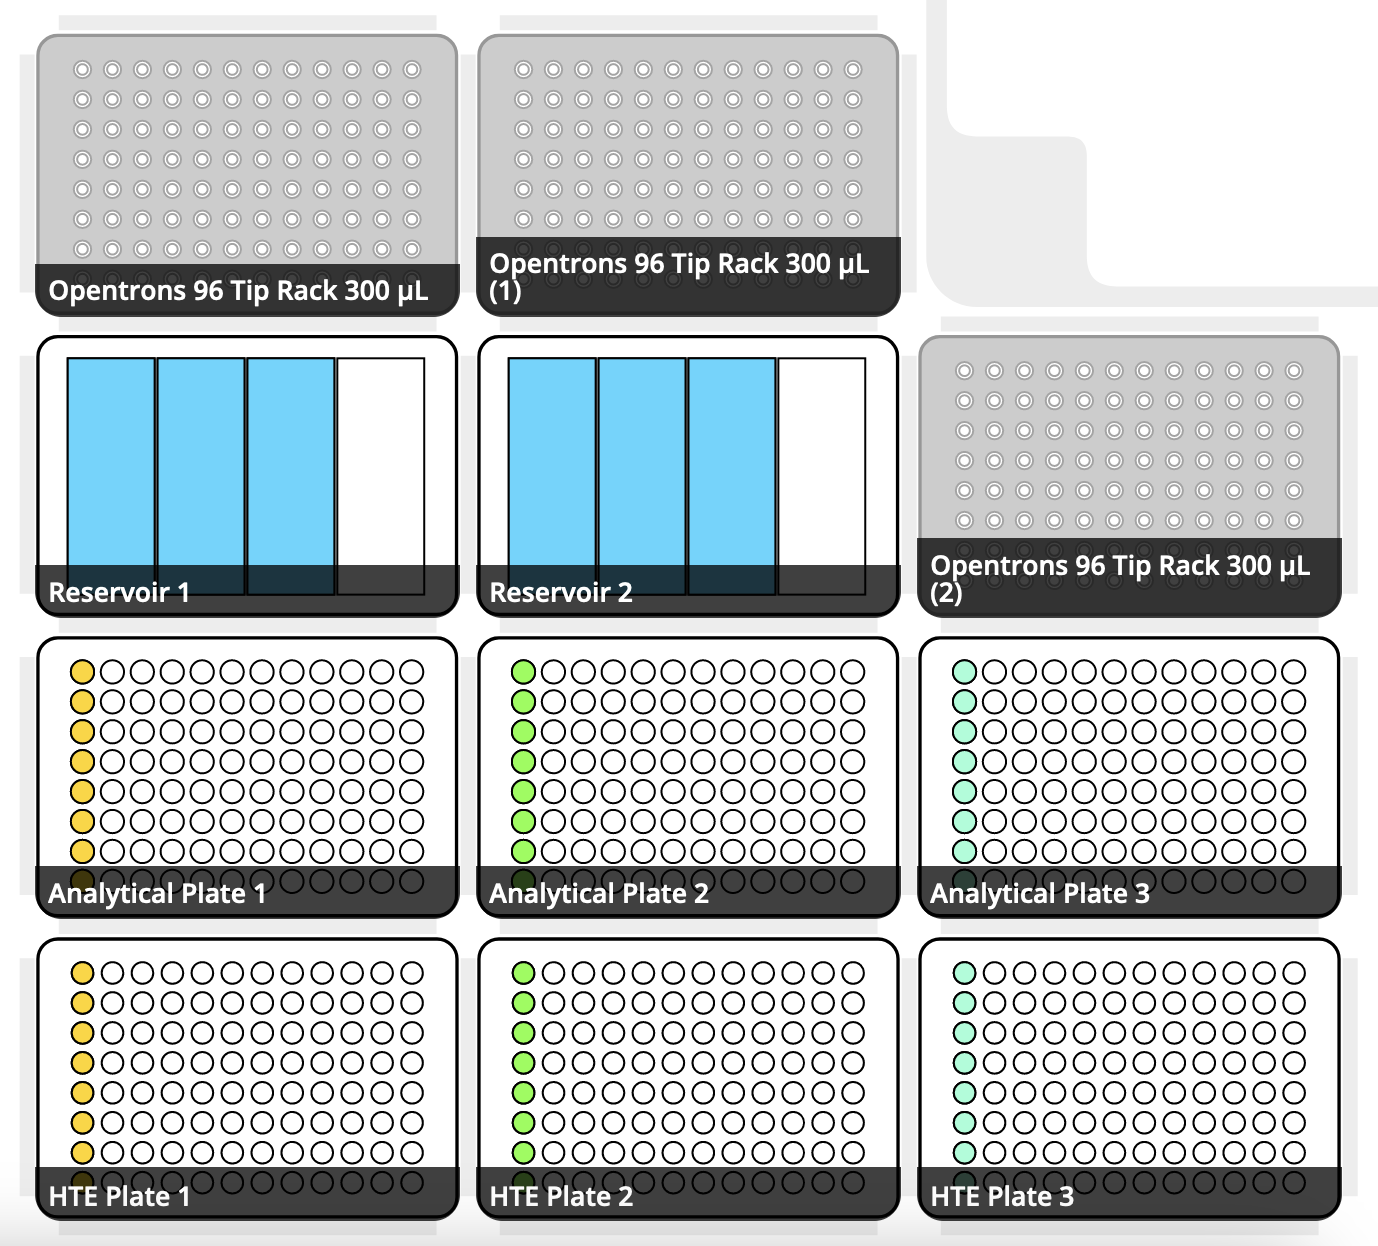 Opentrons 96 Tip Rack 300 µL
Opentrons 96 Tip Rack 300 µL
(1)
Reservoir 1
Reservoir 2
Opentrons 96 Tip Rack 300 µL
(2)
Analytical Plate 1
Analytical Plate 2
Analytical Plate 3
HTE Plate 1
HTE Plate 2
HTE Plate 3